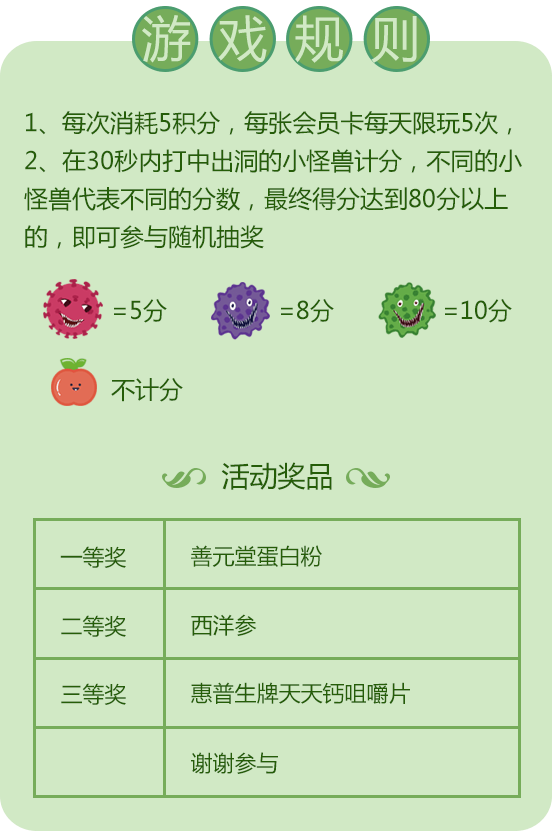 游戏规则
1、每次消耗5积分，每张会员卡每天限玩5次，
2、在30秒内打中出洞的小怪兽计分，不同的小
怪兽代表不同的分数，最终得分达到80分以上
的，即可参与随机抽奖
=5分 =8分 =10分
不计分
活动奖品
一等奖 善元堂蛋白粉
二等奖 西洋参
三等奖 惠普生牌天天钙咀嚼片
谢谢参与